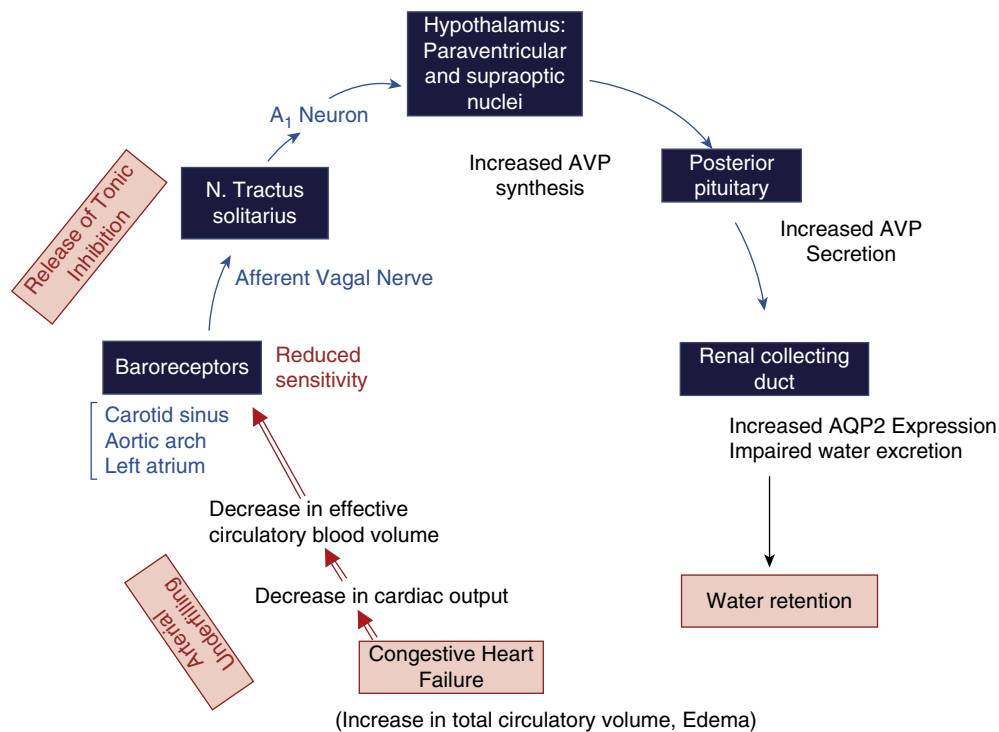 Hypothalamus:
Paraventricular
and supraoptic
nuclei
A1 Neuron
Increased AVP
synthesis
Posterior
pituitary
N. Tractus
solitarius
Release of Tonic
Inhibition
Increased AVP
Secretion
Afferent Vagal Nerve
Baroreceptors
Reduced
sensitivity
Renal collecting
duct
Carotid sinus
Aortic arch
Left atrium
Increased AQP2 Expression
Impaired water excretion
Decrease in effective
circulatory blood volume
Arterial
Underfilling
Decrease in cardiac output
Water retention
Congestive Heart
Failure
(Increase in total circulatory volume, Edema)